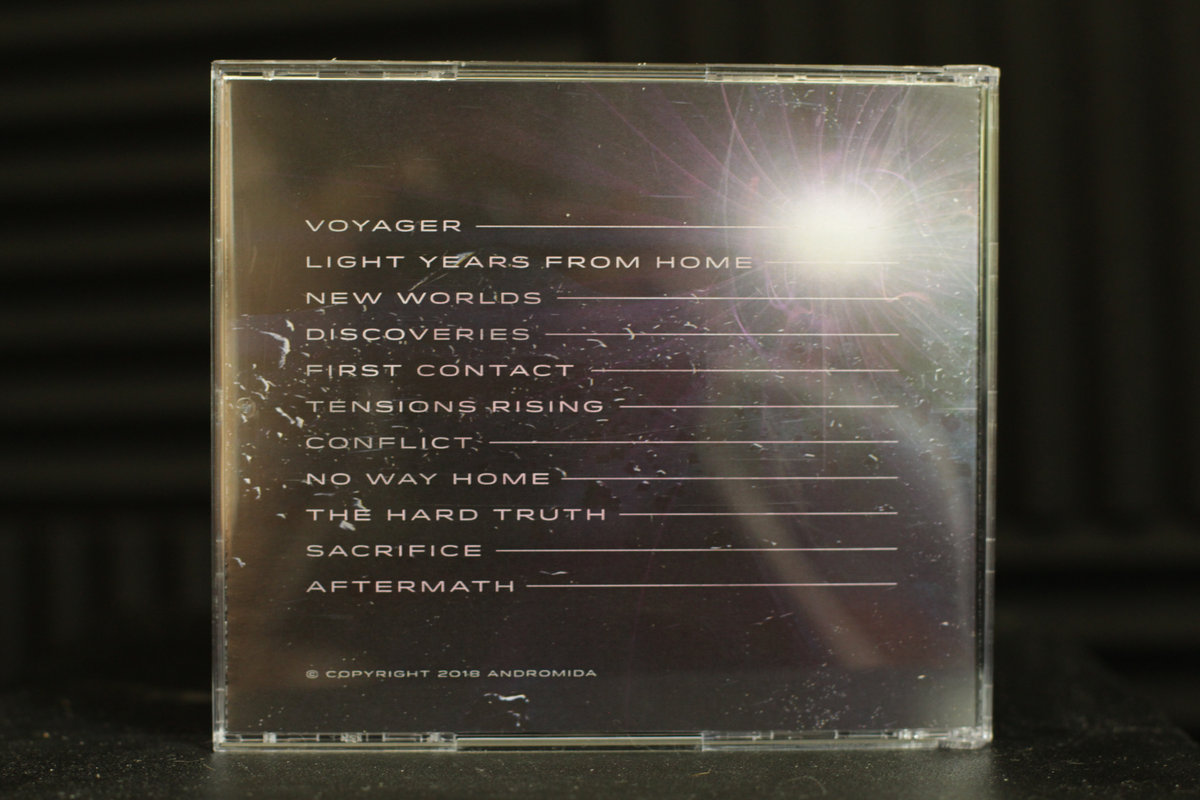 VOYAGER
LIGHT YEARS FROM HOME
NEW WORLDS
DISCOVERIES
FIRST CONTACT
TENSIONS RISING
CONFLICT
NO WAY HOME
THE HARD TRUTH
SACRIFICE
AFTERMATH
© COPYRIGHT 2018 ANDROMIDA